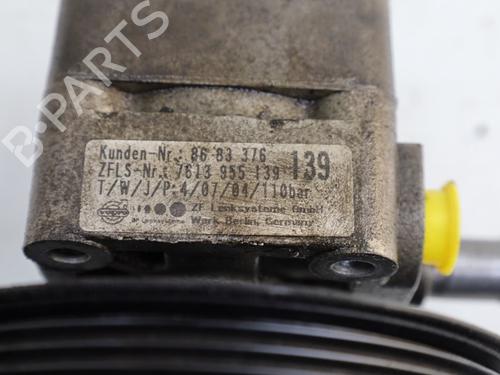 B-PARTS
Kunden-Nr.: 86 83 376
ZFLS-Nr.: 7613 955 139 139
T/W/J/P:4/07/04/110bar
ZF Lenksysteme GmbH
Werk Berlin, Germany